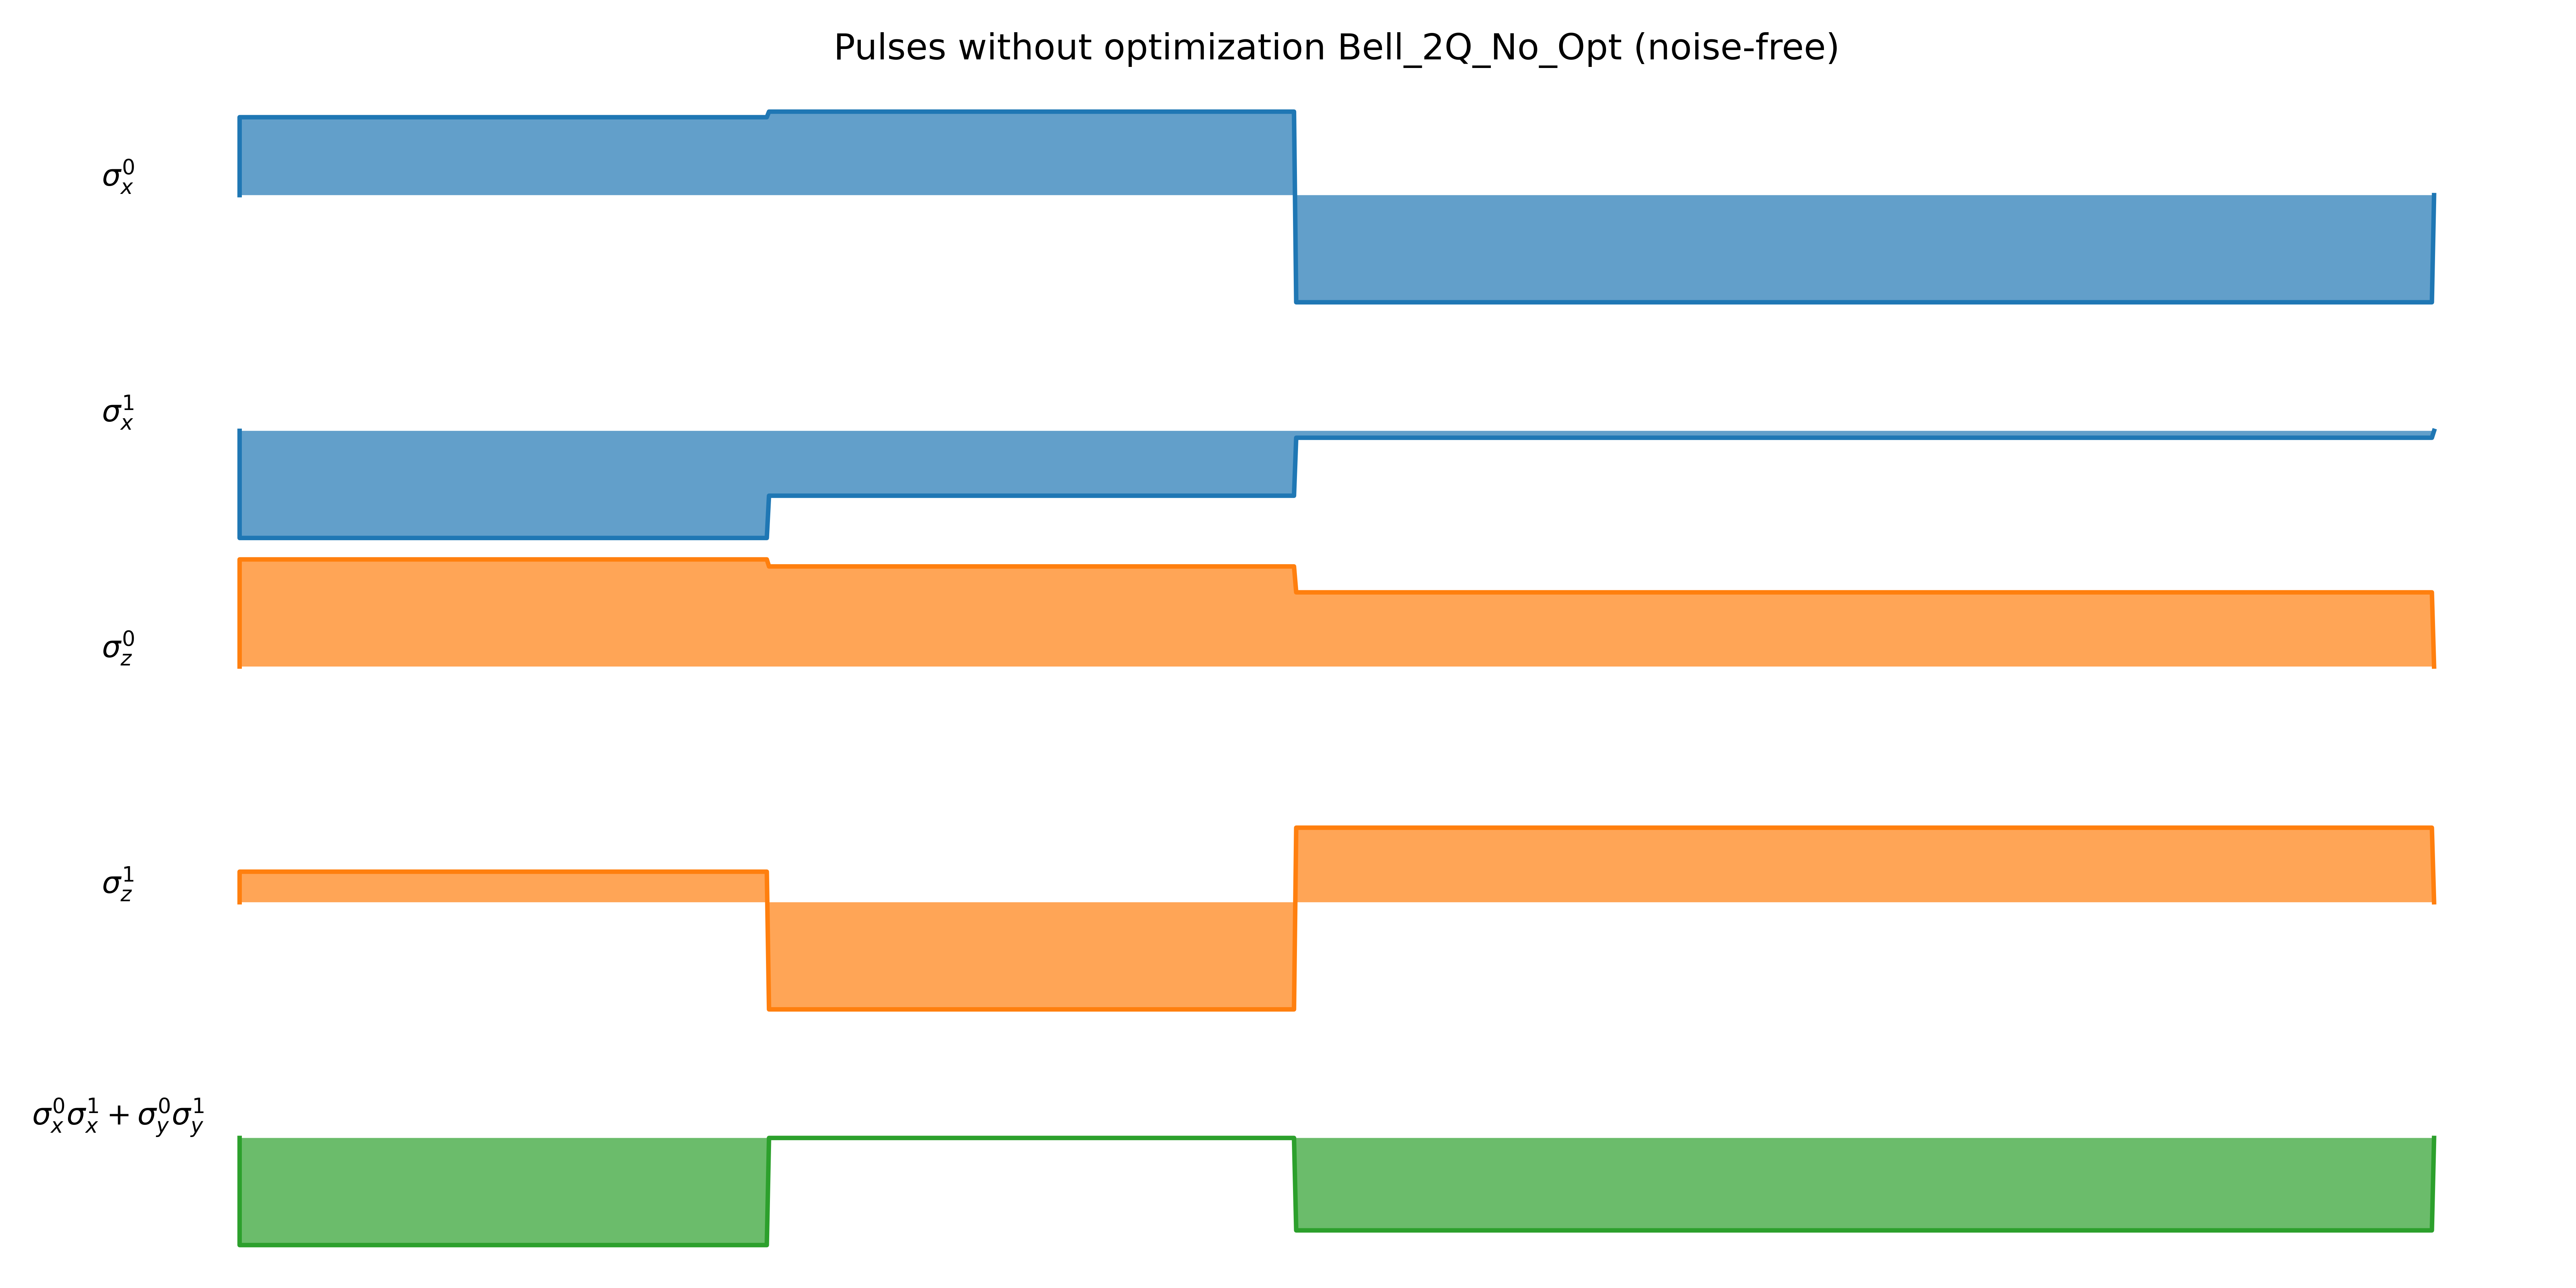 Pulses without optimization Bell_2Q_No_Opt (noise-free)
σ_x^0
σ_x^1
σ_z^0
σ_z^1
σ_x^0σ_x^1 + σ_y^0σ_y^1